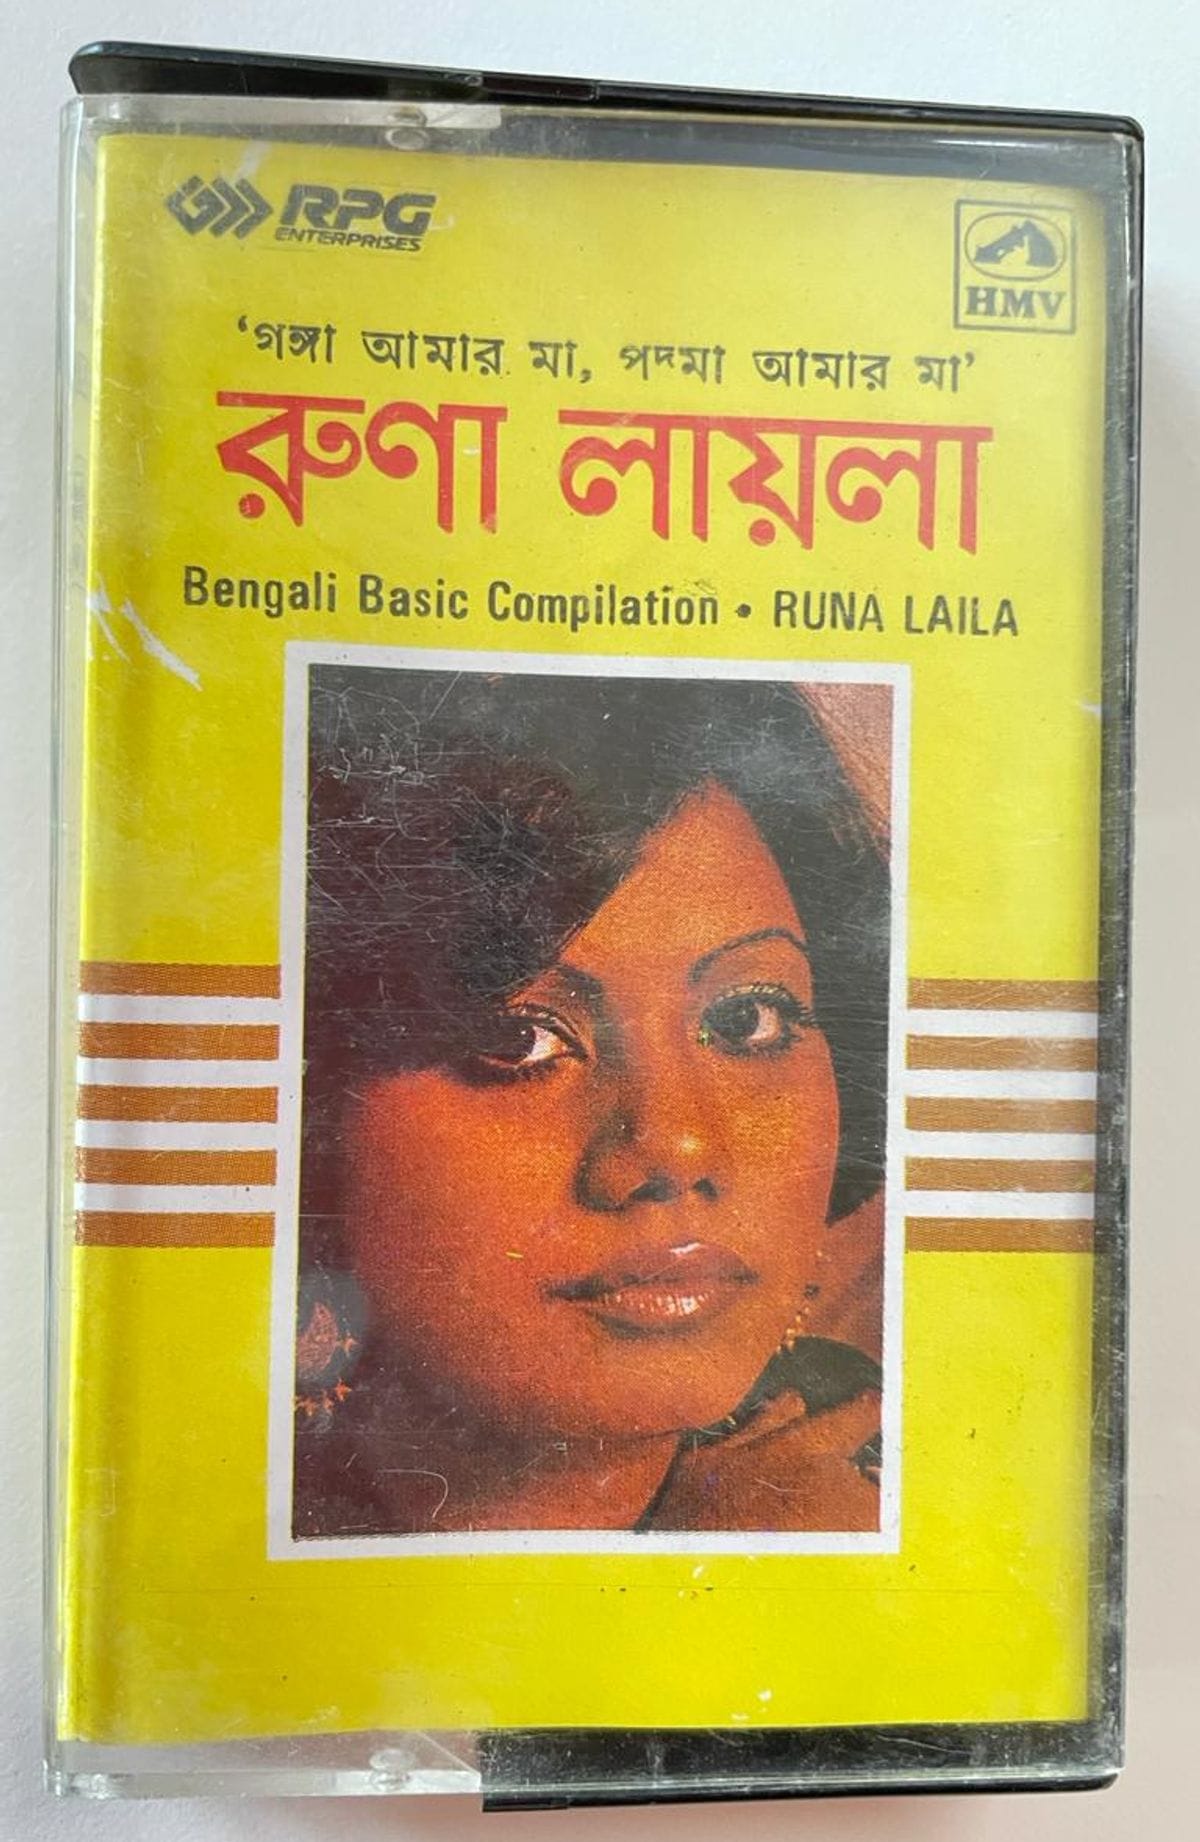 RPG
ENTERPRISES
HMV
‘গঙ্গা আমার মা, পদ্মা আমার মা’
রুণা লায়লা
Bengali Basic Compilation • RUNA LAILA